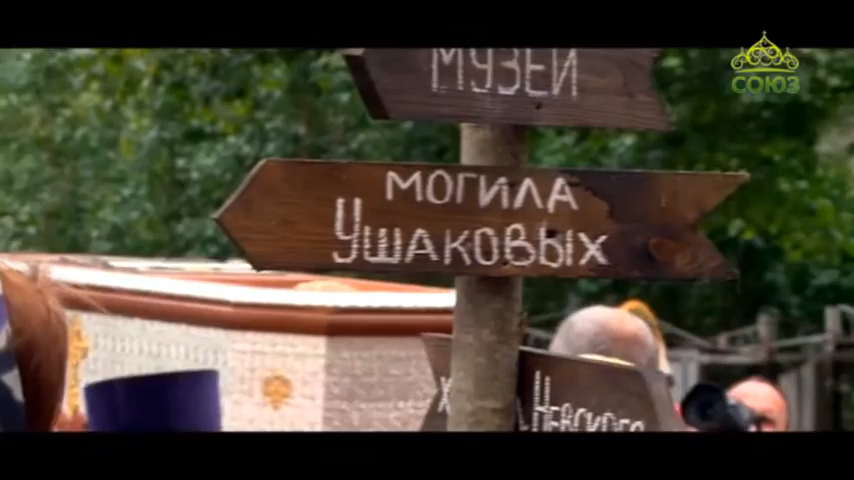 СОЮЗ
МУЗЕЙ
МОГИЛА
УШАКОВЫХ
НЕВСКОГО